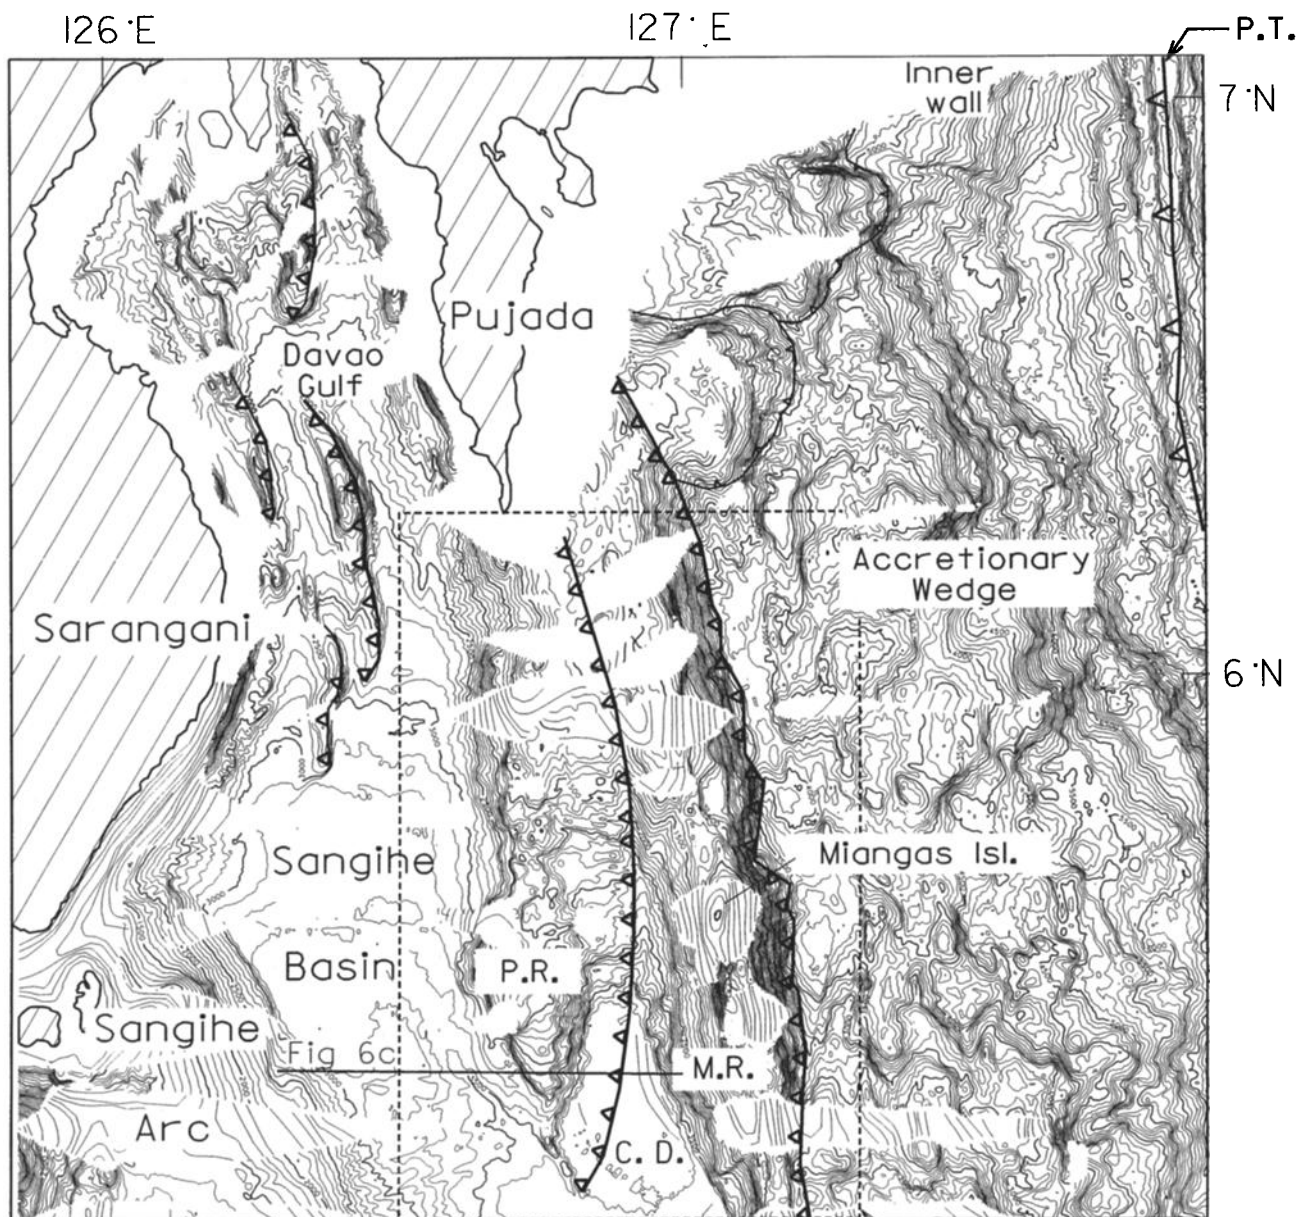 126°E
127°E
P.T.
Inner
wall
7°N
Pujada
Davao
Gulf
Accretionary
Wedge
Sarangani
6°N
Sangihe
Miangas Isl.
Basin
P.R.
Sangihe
Fig 6c
M.R.
Arc
C.D.